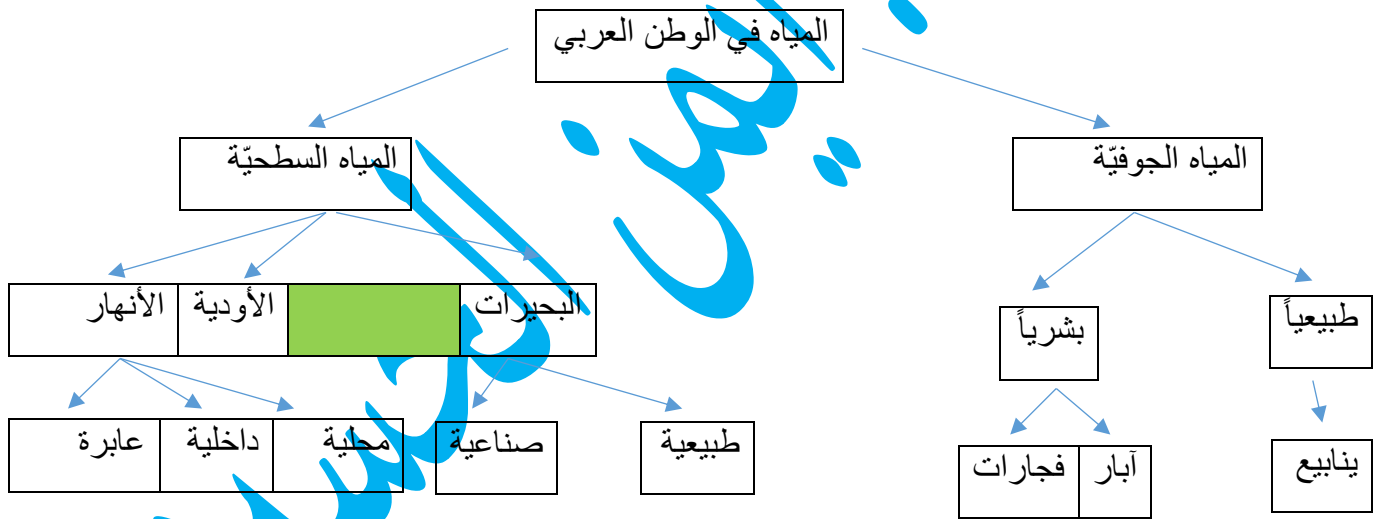 المياه في الوطن العربي
المياه الجوفيّة
المياه السطحيّة
طبيعياً
بشرياً
البحيرات
الأودية
الأنهار
ينابيع
آبار
فجارات
طبيعية
صناعية
محلية
داخلية
عابرة